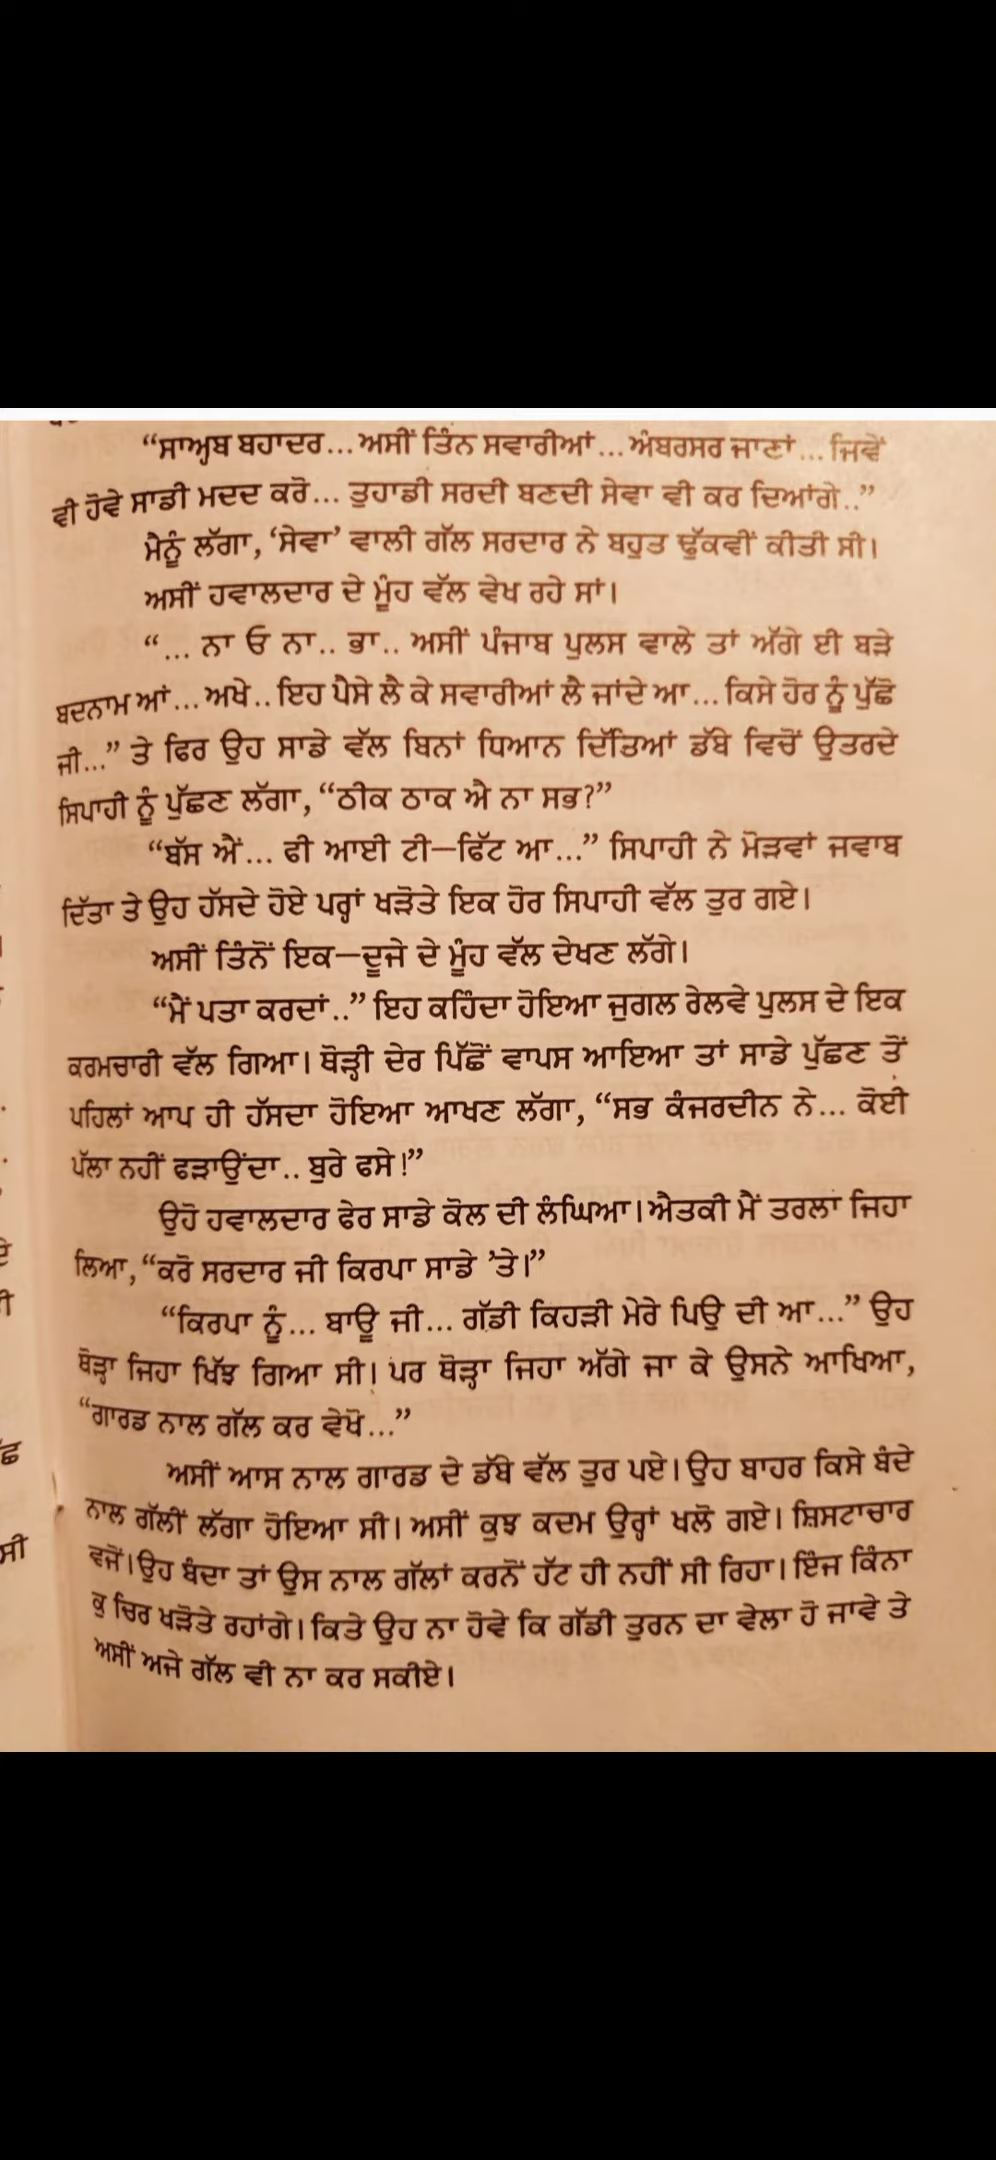 “ਸਾਅ੍ਹਬ ਬਹਾਦਰ... ਅਸੀਂ ਤਿੰਨ ਸਵਾਰੀਆਂ... ਅੰਬਰਸਰ ਜਾਣਾਂ... ਜਿਵੇਂ
ਵੀ ਹੋਵੇ ਸਾਡੀ ਮਦਦ ਕਰੋ... ਤੁਹਾਡੀ ਸਰਦੀ ਬਣਦੀ ਸੇਵਾ ਵੀ ਕਰ ਦਿਆਂਗੇ..”
ਮੈਨੂੰ ਲੱਗਾ, ‘ਸੇਵਾ’ ਵਾਲੀ ਗੱਲ ਸਰਦਾਰ ਨੇ ਬਹੁਤ ਢੁੱਕਵੀਂ ਕੀਤੀ ਸੀ।
ਅਸੀਂ ਹਵਾਲਦਾਰ ਦੇ ਮੂੰਹ ਵੱਲ ਵੇਖ ਰਹੇ ਸਾਂ।
“... ਨਾ ਓ ਨਾ.. ਭਾ.. ਅਸੀਂ ਪੰਜਾਬ ਪੁਲਸ ਵਾਲੇ ਤਾਂ ਅੱਗੇ ਈ ਬੜੇ
ਬਦਨਾਮ ਆਂ... ਅਖੇ.. ਇਹ ਪੈਸੇ ਲੈ ਕੇ ਸਵਾਰੀਆਂ ਲੈ ਜਾਂਦੇ ਆ... ਕਿਸੇ ਹੋਰ ਨੂੰ ਪੁੱਛੋ
ਜੀ...” ਤੇ ਫਿਰ ਉਹ ਸਾਡੇ ਵੱਲ ਬਿਨਾਂ ਧਿਆਨ ਦਿੱਤਿਆਂ ਡੱਬੇ ਵਿਚੋਂ ਉਤਰਦੇ
ਸਿਪਾਹੀ ਨੂੰ ਪੁੱਛਣ ਲੱਗਾ, “ਠੀਕ ਠਾਕ ਐ ਨਾ ਸਭ?”
“ਬੱਸ ਐਂ... ਫੀ ਆਈ ਟੀ—ਫਿੱਟ ਆ...” ਸਿਪਾਹੀ ਨੇ ਮੋੜਵਾਂ ਜਵਾਬ
ਦਿੱਤਾ ਤੇ ਉਹ ਹੱਸਦੇ ਹੋਏ ਪਰ੍ਹਾਂ ਖੜੋਤੇ ਇਕ ਹੋਰ ਸਿਪਾਹੀ ਵੱਲ ਤੁਰ ਗਏ।
ਅਸੀਂ ਤਿੰਨੋਂ ਇਕ—ਦੂਜੇ ਦੇ ਮੂੰਹ ਵੱਲ ਦੇਖਣ ਲੱਗੇ।
“ਮੈਂ ਪਤਾ ਕਰਦਾਂ..” ਇਹ ਕਹਿੰਦਾ ਹੋਇਆ ਜੁਗਲ ਰੇਲਵੇ ਪੁਲਸ ਦੇ ਇਕ
ਕਰਮਚਾਰੀ ਵੱਲ ਗਿਆ। ਥੋੜ੍ਹੀ ਦੇਰ ਪਿੱਛੋਂ ਵਾਪਸ ਆਇਆ ਤਾਂ ਸਾਡੇ ਪੁੱਛਣ ਤੋਂ
ਪਹਿਲਾਂ ਆਪ ਹੀ ਹੱਸਦਾ ਹੋਇਆ ਆਖਣ ਲੱਗਾ, “ਸਭ ਕੰਜਰਦੀਨ ਨੇ... ਕੋਈ
ਪੱਲਾ ਨਹੀਂ ਫੜਾਉਂਦਾ.. ਬੁਰੇ ਫਸੇ!”
ਉਹੋ ਹਵਾਲਦਾਰ ਫੇਰ ਸਾਡੇ ਕੋਲ ਦੀ ਲੰਘਿਆ। ਐਤਕੀ ਮੈਂ ਤਰਲਾ ਜਿਹਾ
ਲਿਆ, “ਕਰੋ ਸਰਦਾਰ ਜੀ ਕਿਰਪਾ ਸਾਡੇ ’ਤੇ।”
“ਕਿਰਪਾ ਨੂੰ... ਬਾਊ ਜੀ... ਗੱਡੀ ਕਿਹੜੀ ਮੇਰੇ ਪਿਉ ਦੀ ਆ...” ਉਹ
ਥੋੜ੍ਹਾ ਜਿਹਾ ਖਿੱਝ ਗਿਆ ਸੀ। ਪਰ ਥੋੜ੍ਹਾ ਜਿਹਾ ਅੱਗੇ ਜਾ ਕੇ ਉਸਨੇ ਆਖਿਆ,
“ਗਾਰਡ ਨਾਲ ਗੱਲ ਕਰ ਵੇਖੋ...”
ਅਸੀਂ ਆਸ ਨਾਲ ਗਾਰਡ ਦੇ ਡੱਬੇ ਵੱਲ ਤੁਰ ਪਏ। ਉਹ ਬਾਹਰ ਕਿਸੇ ਬੰਦੇ
ਨਾਲ ਗੱਲੀਂ ਲੱਗਾ ਹੋਇਆ ਸੀ। ਅਸੀਂ ਕੁਝ ਕਦਮ ਉਰ੍ਹਾਂ ਖਲੋ ਗਏ। ਸ਼ਿਸਟਾਚਾਰ
ਵਜੋਂ। ਉਹ ਬੰਦਾ ਤਾਂ ਉਸ ਨਾਲ ਗੱਲਾਂ ਕਰਨੋਂ ਹੱਟ ਹੀ ਨਹੀਂ ਸੀ ਰਿਹਾ। ਇੰਜ ਕਿੰਨਾ
ਕੁ ਚਿਰ ਖੜੋਤੇ ਰਹਾਂਗੇ। ਕਿਤੇ ਉਹ ਨਾ ਹੋਵੇ ਕਿ ਗੱਡੀ ਤੁਰਨ ਦਾ ਵੇਲਾ ਹੋ ਜਾਵੇ ਤੇ
ਅਸੀਂ ਅਜੇ ਗੱਲ ਵੀ ਨਾ ਕਰ ਸਕੀਏ।